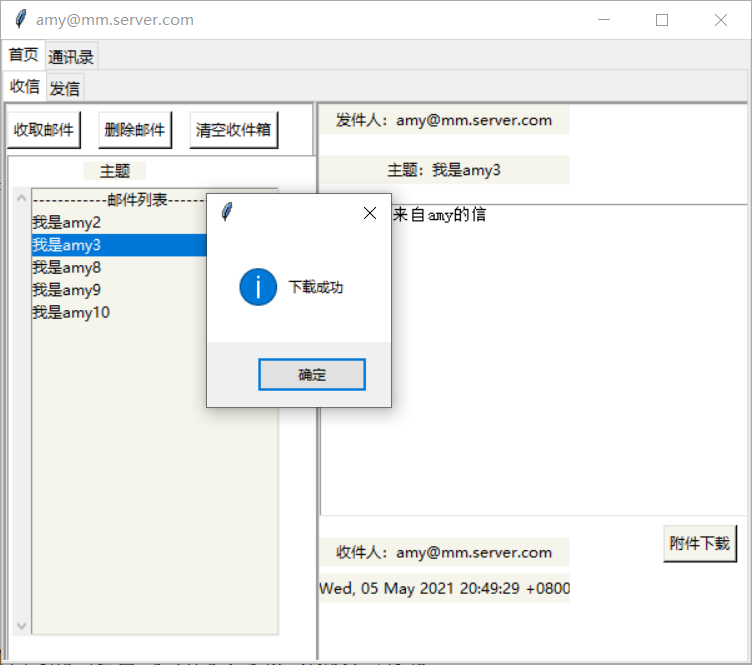 amy@mm.server.com
首页 通讯录
收信 发信
收取邮件 删除邮件 清空收件箱
主题
------------邮件列表-------
我是amy2
我是amy3
我是amy8
我是amy9
我是amy10
发件人：amy@mm.server.com
主题：我是amy3
来自amy的信
下载成功
确定
附件下载
收件人：amy@mm.server.com
Wed, 05 May 2021 20:49:29 +0800